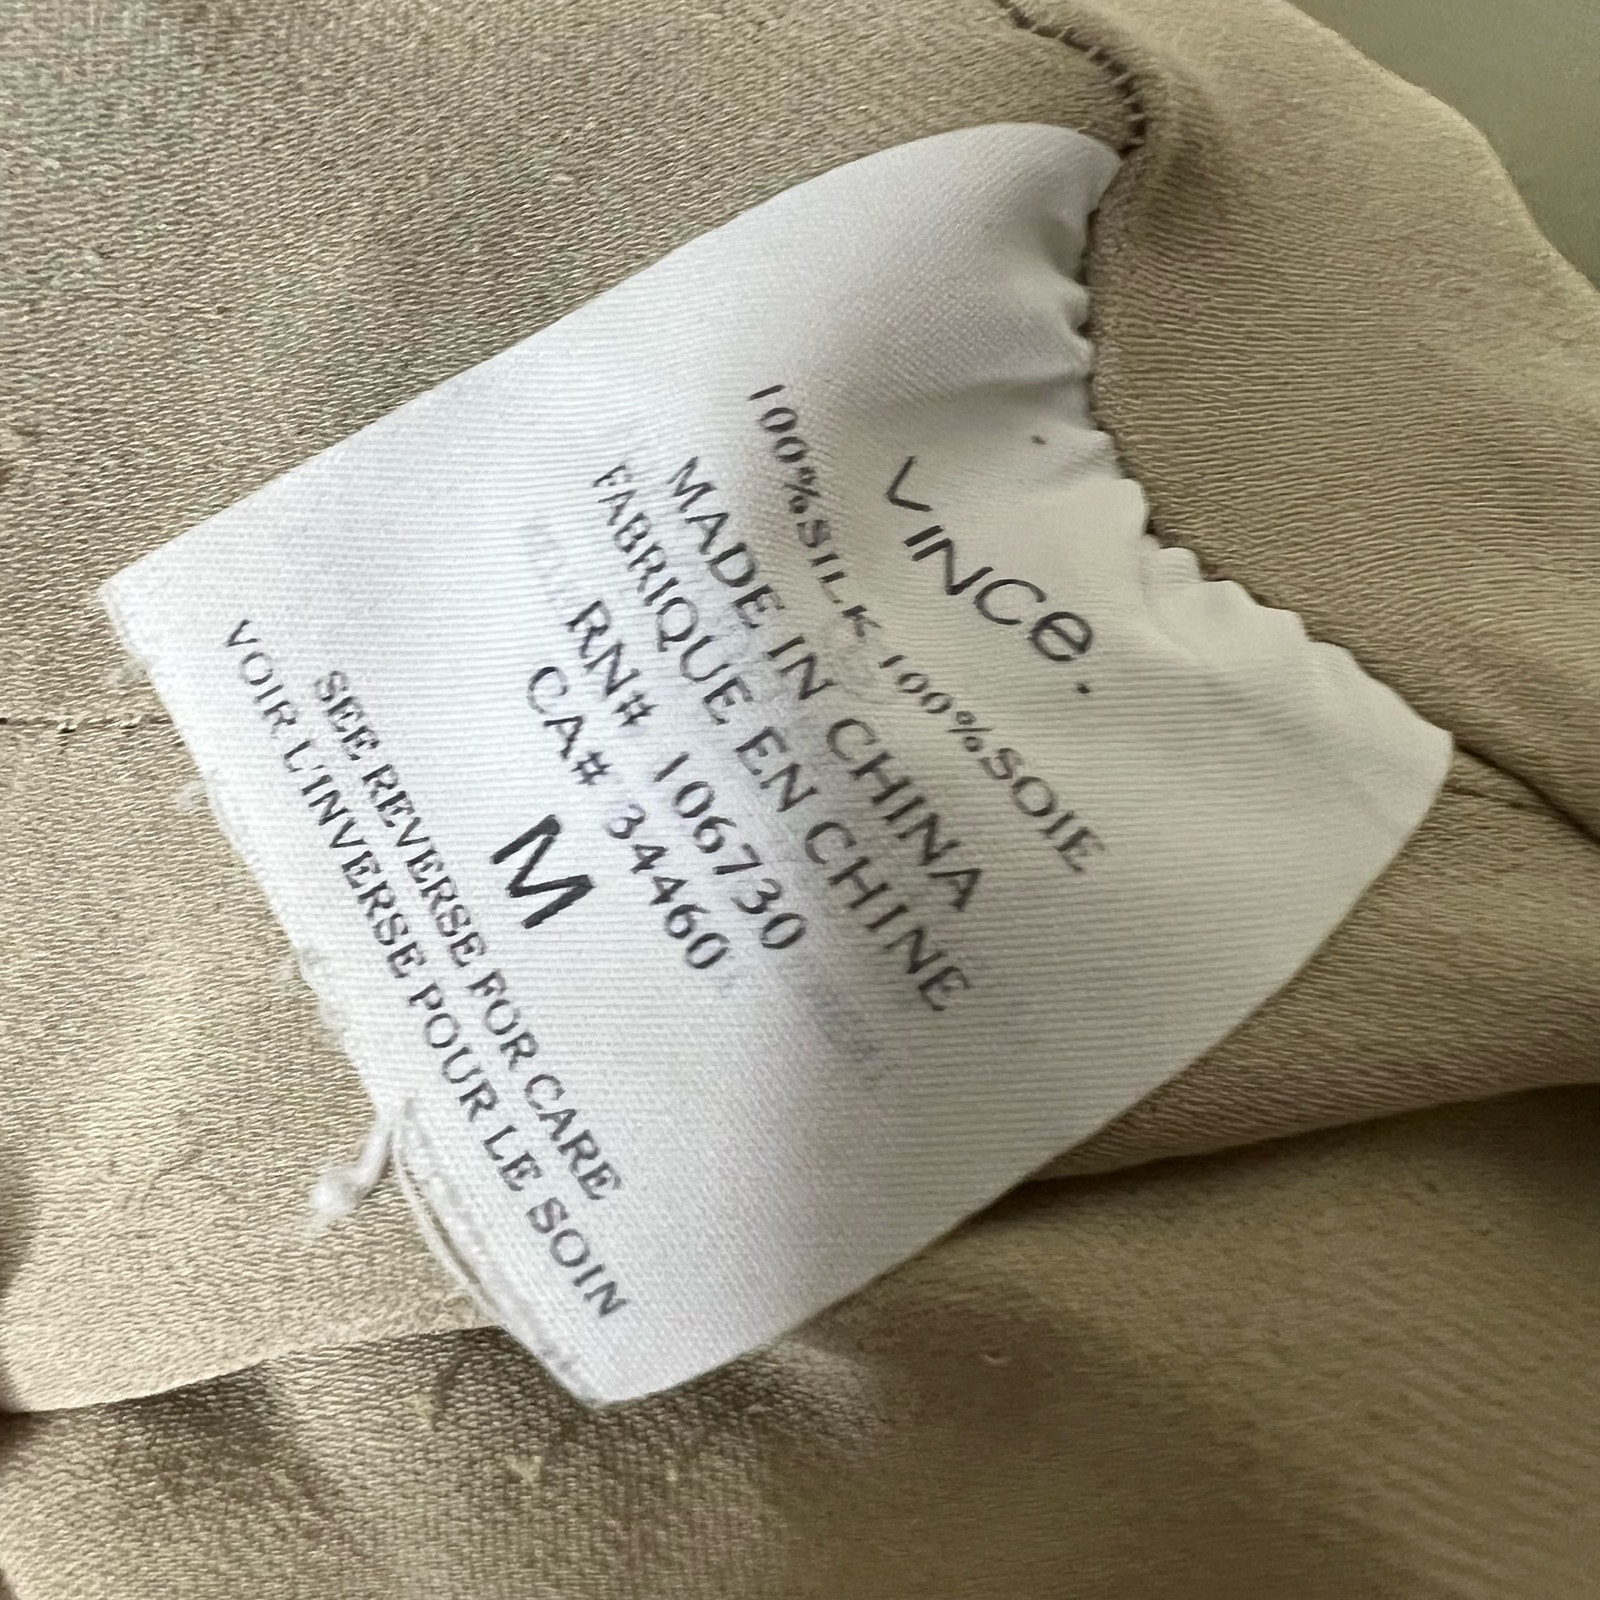 VINCE.
100%SILK 100%SOIE
MADE IN CHINA
FABRIQUE EN CHINE
RN# 106730
CA# 34460
M
SEE REVERSE FOR CARE
VOIR L'INVERSE POUR LE SOIN